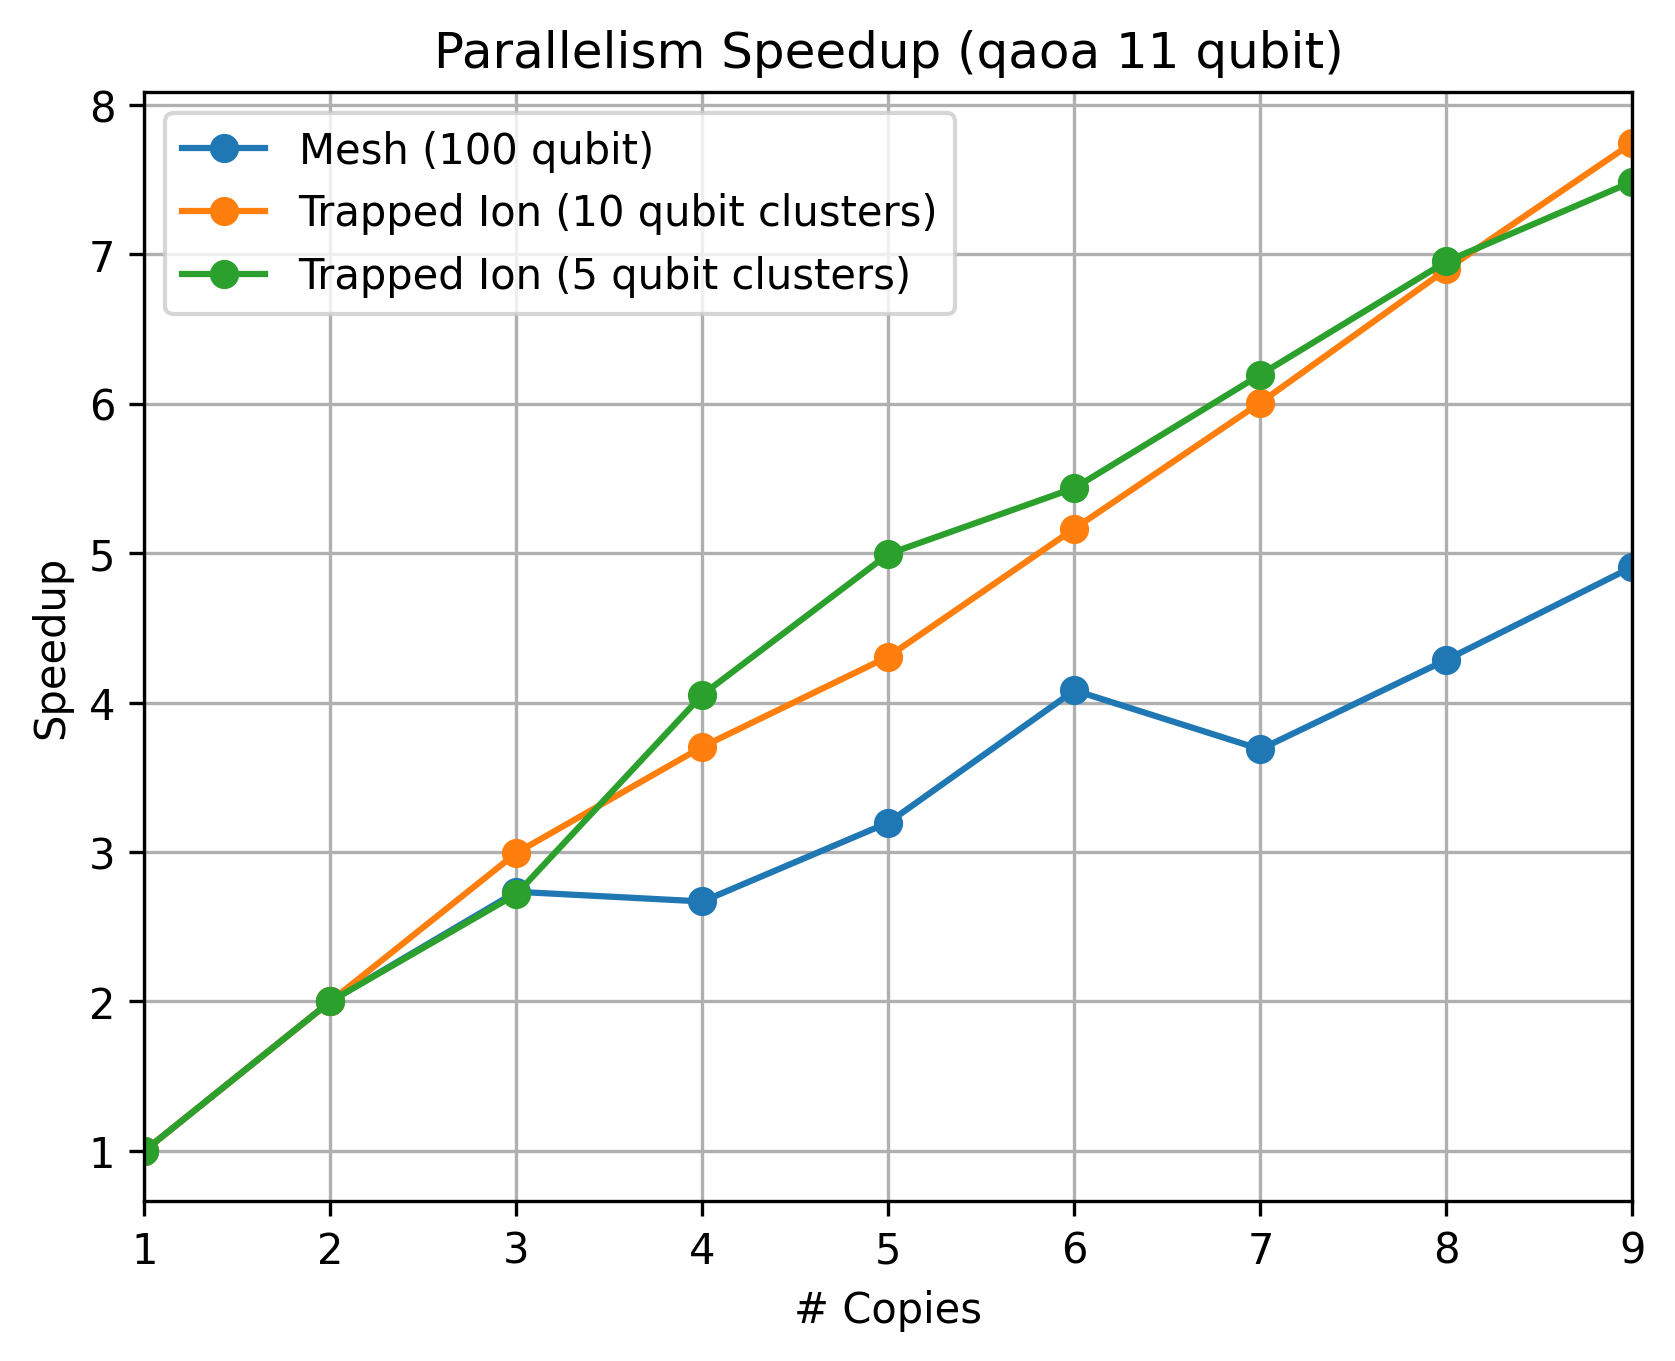 Parallelism Speedup (qaoa 11 qubit)
Mesh (100 qubit)
Trapped Ion (10 qubit clusters)
Trapped Ion (5 qubit clusters)
Speedup
8
7
6
5
4
3
2
1
1 2 3 4 5 6 7 8 9
# Copies